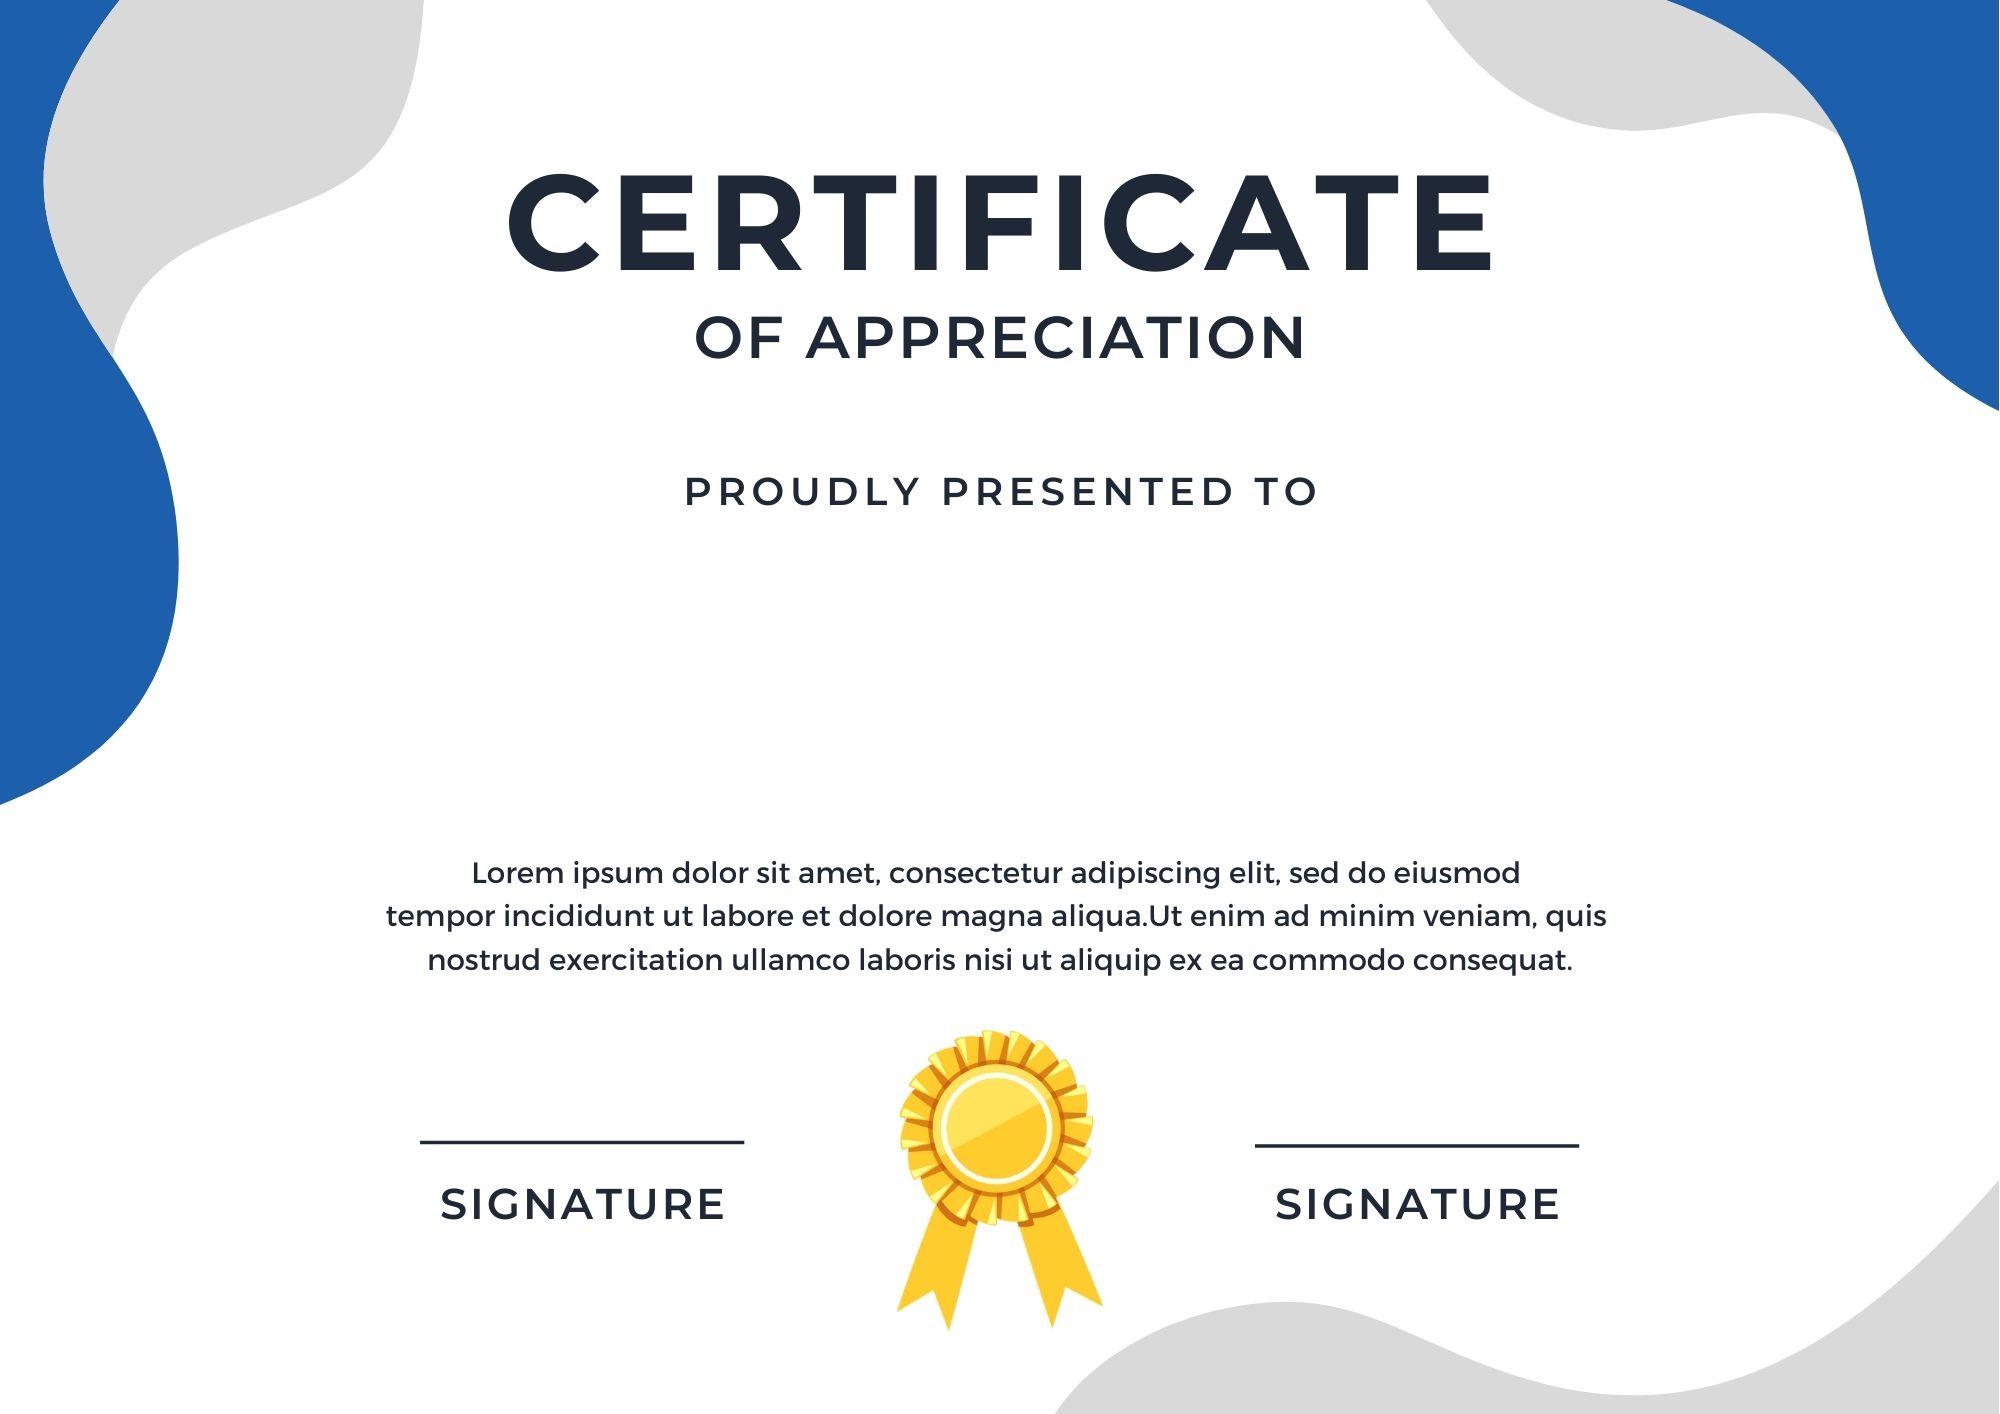 CERTIFICATE
OF APPRECIATION
PROUDLY PRESENTED TO
Lorem ipsum dolor sit amet, consectetur adipiscing elit, sed do eiusmod
tempor incididunt ut labore et dolore magna aliqua.Ut enim ad minim veniam, quis
nostrud exercitation ullamco laboris nisi ut aliquip ex ea commodo consequat.
SIGNATURE
SIGNATURE